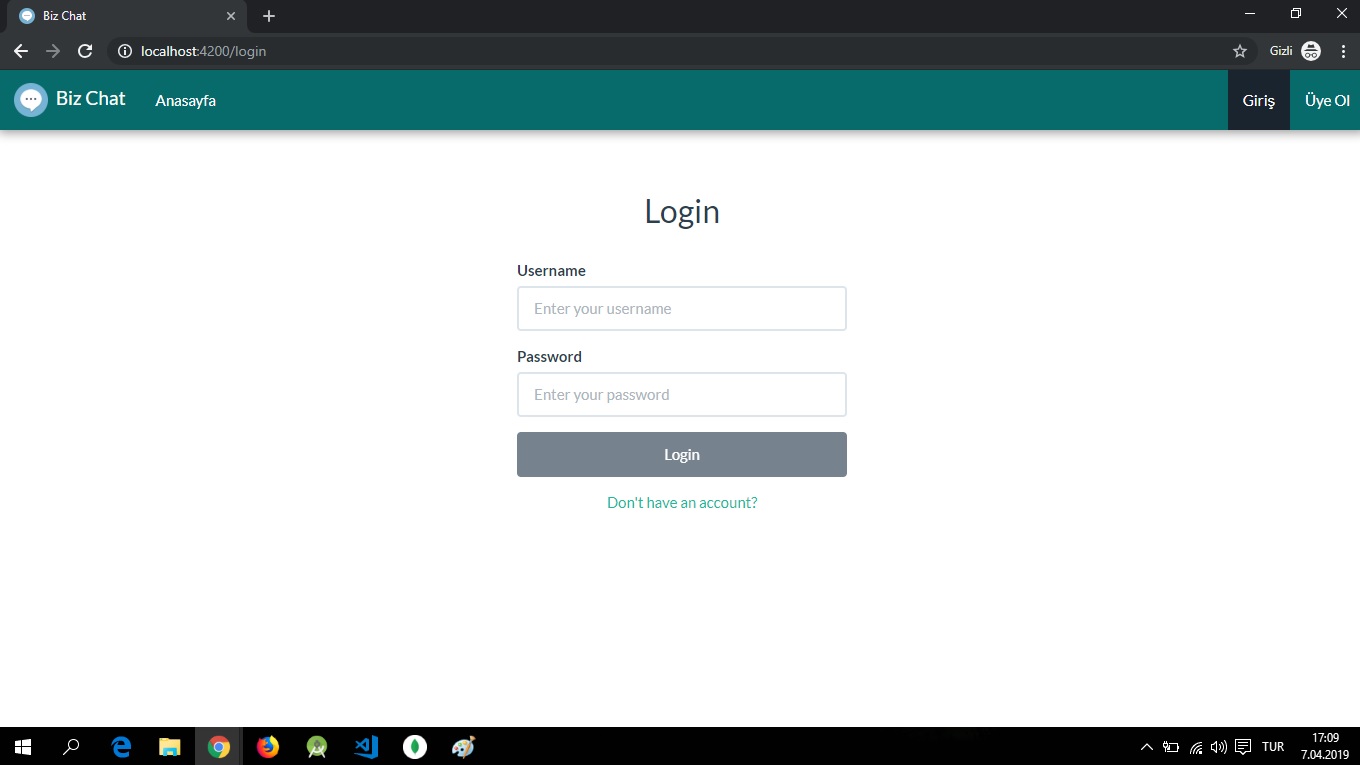 Biz Chat
localhost:4200/login
Gizli
Biz Chat Anasayfa Giriş Üye Ol
Login
Username
Enter your username
Password
Enter your password
Login
Don't have an account?
TUR
17:09
7.04.2019